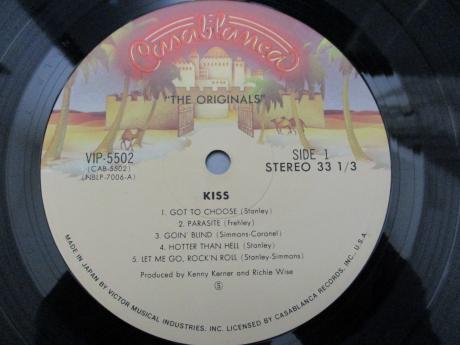 Casablanca
"THE ORIGINALS"
VIP-5502
(CAB-5502)
(NBLP-7006-A)
SIDE 1
STEREO 33 1/3
KISS
1. GOT TO CHOOSE (Stanley)
2. PARASITE (Frehley)
3. GOIN' BLIND (Simmons-Coronel)
4. HOTTER THAN HELL (Stanley)
5. LET ME GO, ROCK'N ROLL (Stanley-Simmons)
Produced by Kenny Kerner and Richie Wise
Ⓢ
MADE IN JAPAN BY VICTOR MUSICAL INDUSTRIES, INC. LICENSED BY CASABLANCA RECORDS, INC., U.S.A.